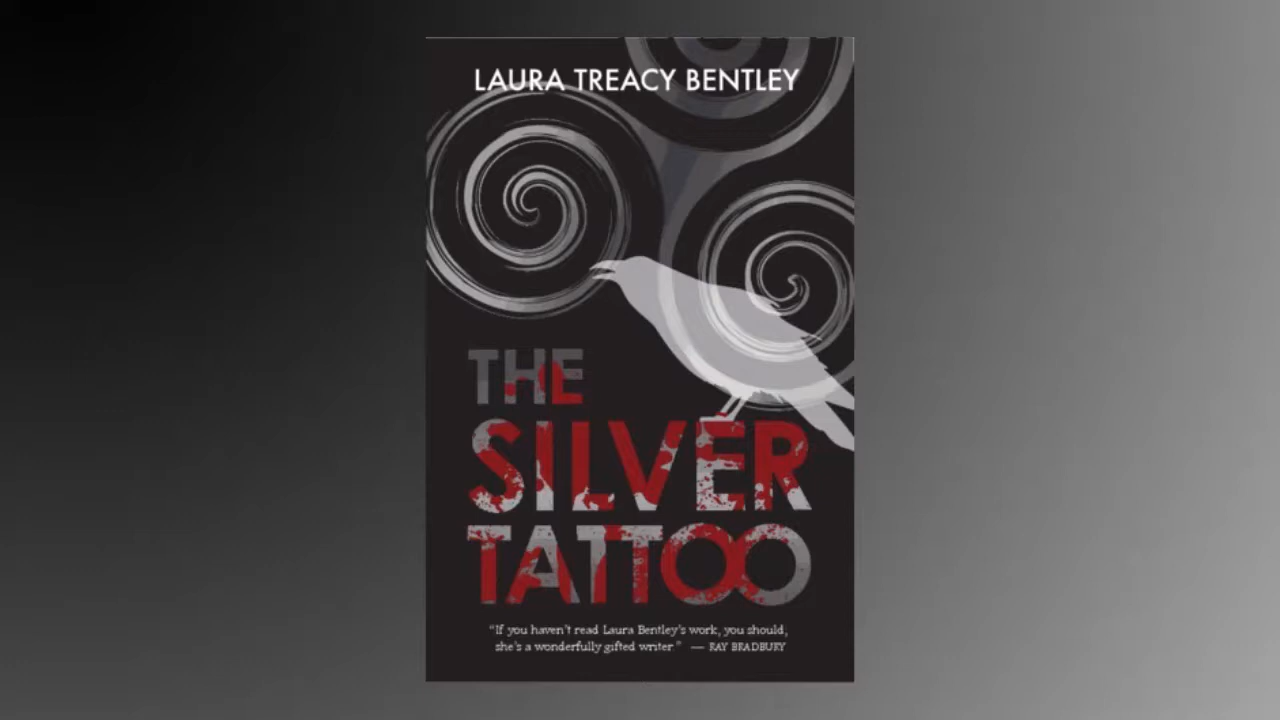 LAURA TREACY BENTLEY
THE
SILVER
TATTOO
"If you haven't read Laura Bentley's work, you should;
she's a wonderfully gifted writer." — RAY BRADBURY